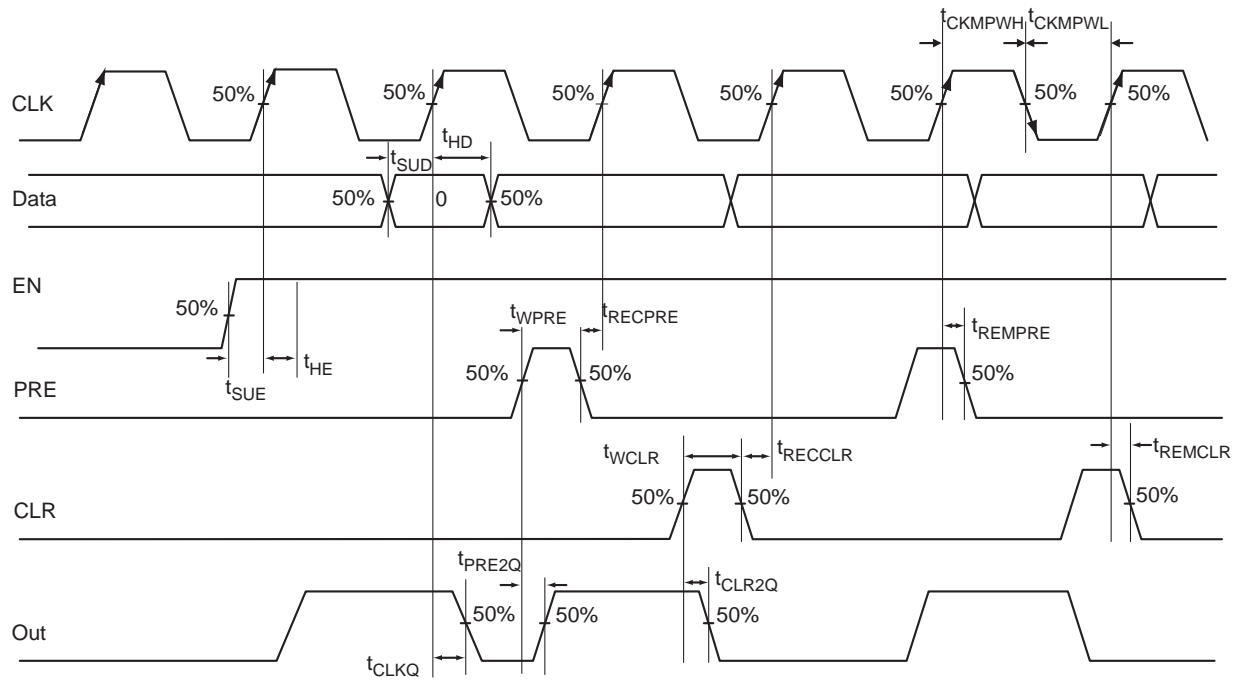 tCKMPWH tCKMPWL
CLK
50%
50%
50%
50%
50%
50%
50%
tSUD
tHD
Data
50%
0
50%
EN
50%
tSUE
tHE
tWPRE
tRECPRE
tREMPRE
PRE
50%
50%
50%
tWCLR
tRECCLR
tREMCLR
CLR
50%
50%
50%
tPRE2Q
tCLR2Q
Out
50%
50%
50%
tCLKQ